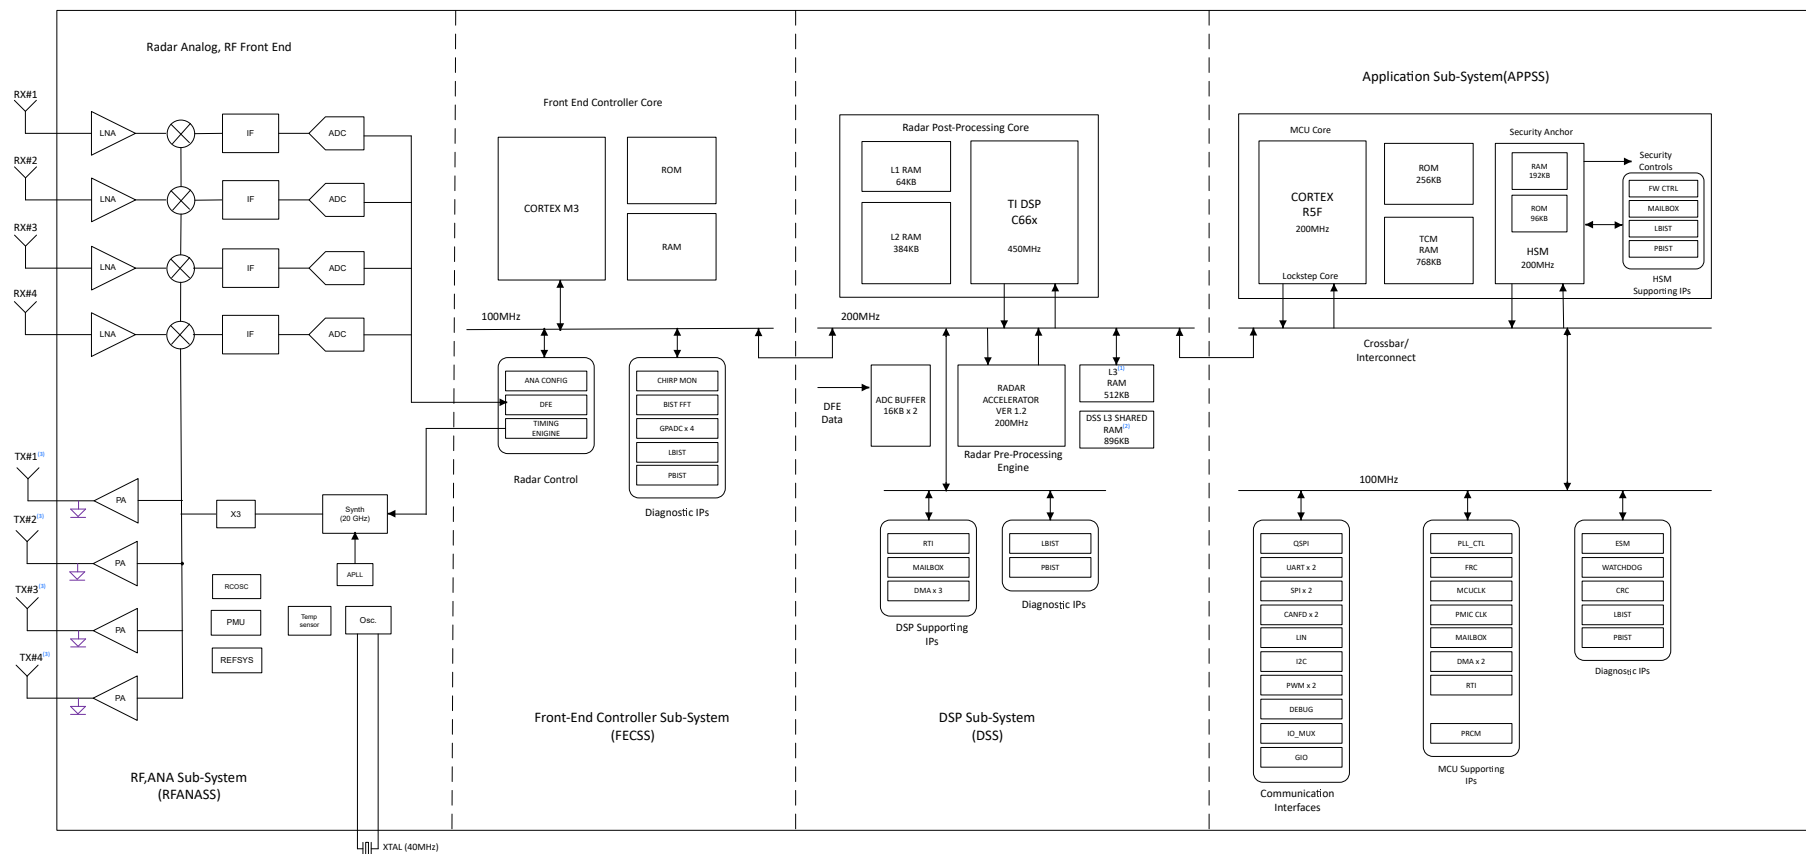 Radar Analog, RF Front End
RX#1
LNA
IF
ADC
RX#2
LNA
IF
ADC
RX#3
LNA
IF
ADC
RX#4
LNA
IF
ADC
TX#1(3)
PA
X3
Synth
(20 GHz)
TX#2(3)
PA
APLL
RCOSC
TX#3(3)
PA
PMU
Temp
sensor
Osc.
REFSYS
TX#4(3)
PA
RF,ANA Sub-System
(RFANASS)
XTAL (40MHz)
Front End Controller Core
CORTEX M3
ROM
RAM
100MHz
ANA CONFIG
DFE
TIMING
ENIGINE
Radar Control
CHIRP MON
BIST FFT
GPADC x 4
LBIST
PBIST
Diagnostic IPs
Front-End Controller Sub-System
(FECSS)
Radar Post-Processing Core
L1 RAM
64KB
L2 RAM
384KB
TI DSP
C66x
450MHz
200MHz
DFE
Data
ADC BUFFER
16KB x 2
RADAR
ACCELERATOR
VER 1.2
200MHz
Radar Pre-Processing
Engine
L3(1)
RAM
512KB
DSS L3 SHARED
RAM(2)
896KB
RTI
MAILBOX
DMA x 3
DSP Supporting
IPs
LBIST
PBIST
Diagnostic IPs
DSP Sub-System
(DSS)
Application Sub-System(APPSS)
MCU Core
CORTEX
R5F
200MHz
Lockstep Core
ROM
256KB
TCM
RAM
768KB
Security Anchor
RAM
192KB
ROM
96KB
HSM
200MHz
Security
Controls
FW CTRL
MAILBOX
LBIST
PBIST
HSM
Supporting IPs
Crossbar/
Interconnect
100MHz
QSPI
UART x 2
SPI x 2
CANFD x 2
LIN
I2C
PWM x 2
DEBUG
IO_MUX
GIO
Communication
Interfaces
PLL_CTL
FRC
MCUCLK
PMIC CLK
MAILBOX
DMA x 2
RTI
PRCM
MCU Supporting
IPs
ESM
WATCHDOG
CRC
LBIST
PBIST
Diagnostic IPs